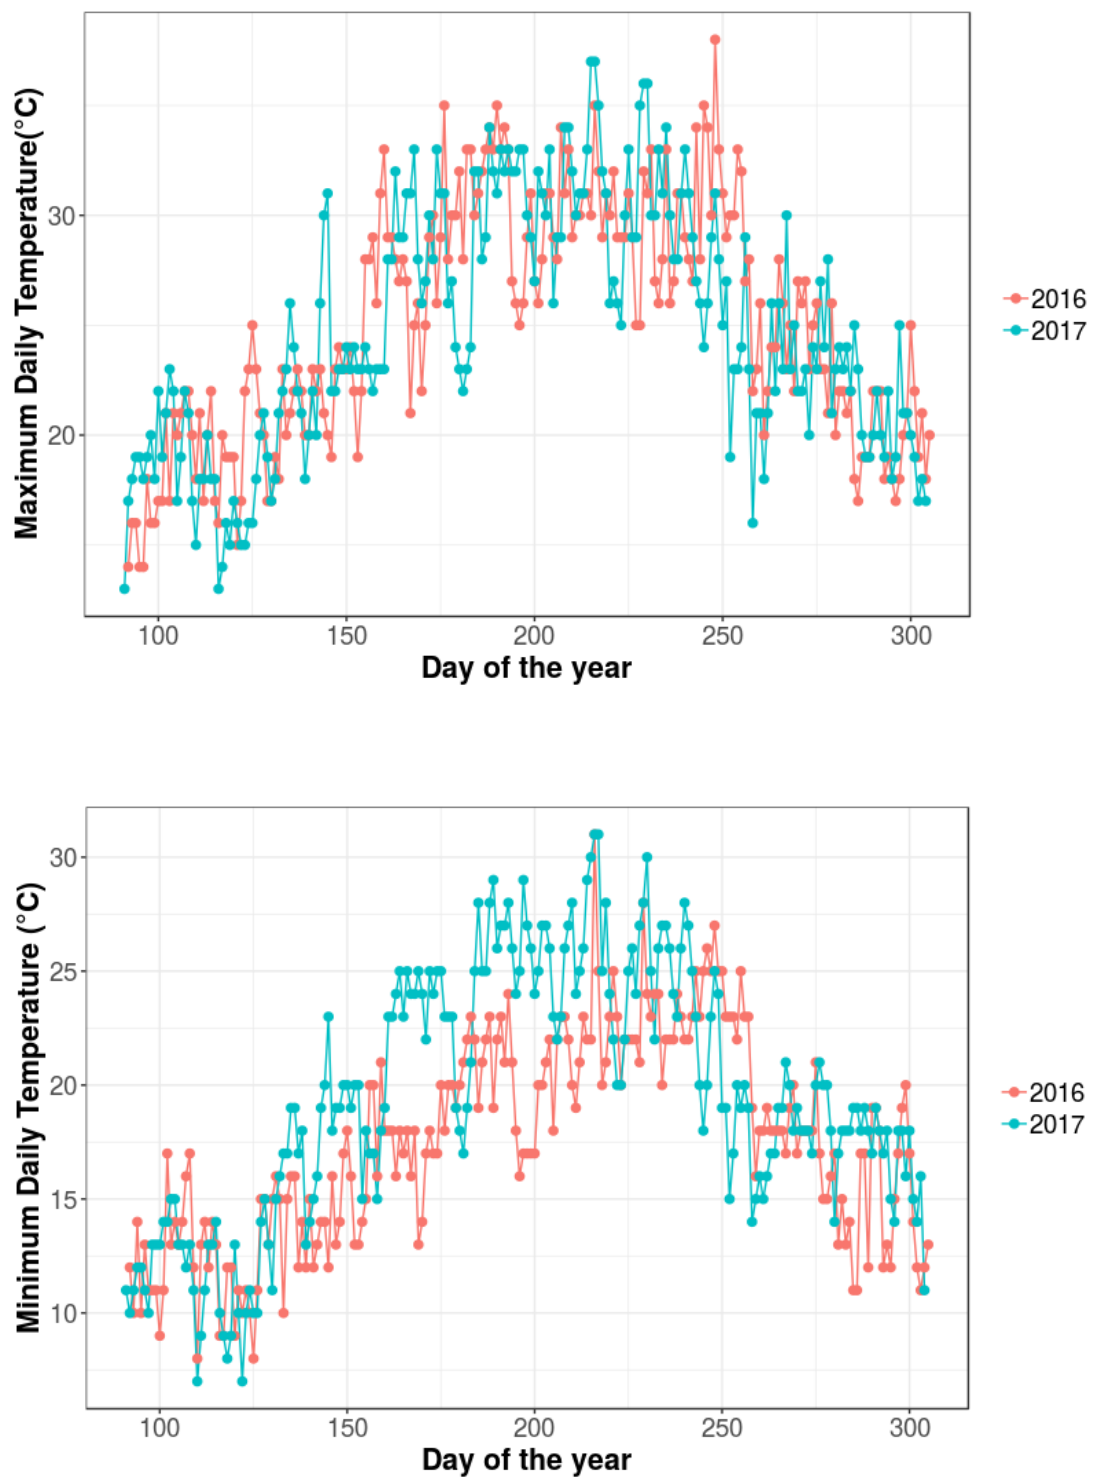 Maximum Daily Temperature(°C)
30
20
100 150 200 250 300
Day of the year
2016
2017
Minimum Daily Temperature (°C)
30
25
20
15
10
100 150 200 250 300
Day of the year
2016
2017